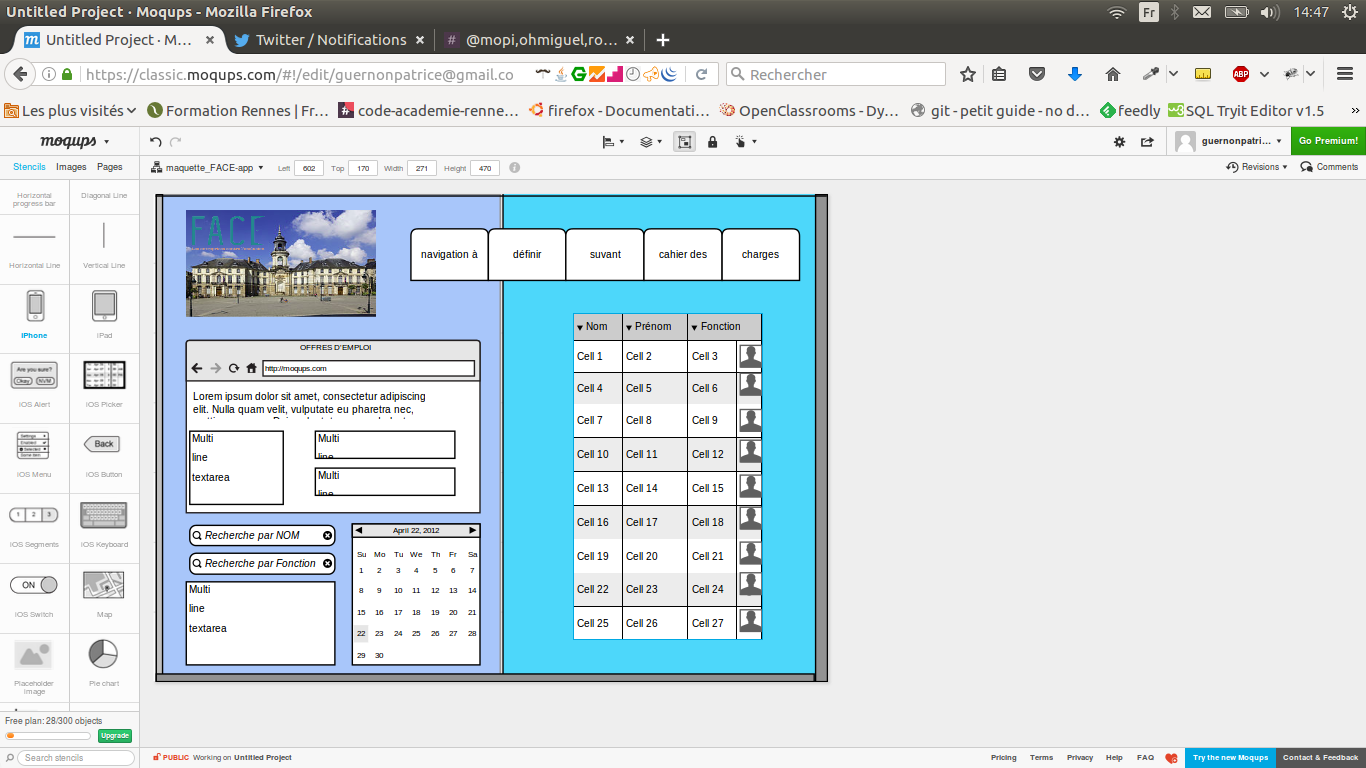 Untitled Project · Moqups - Mozilla Firefox
Fr
14:47
Untitled Project · M...
Twitter / Notifications
@mopi,ohmiguel,ro...
https://classic.moqups.com/#!/edit/guernonpatrice@gmail.co
Rechercher
ABP
Les plus visités
Formation Rennes | Fr...
code-academie-renne...
firefox - Documentati...
OpenClassrooms - Dy...
git - petit guide - no d...
feedly
SQL Tryit Editor v1.5
moqups
guernonpatri...
Go Premium!
Stencils
Images
Pages
maquette_FACE-app
Left
602
Top
170
Width
271
Height
470
Revisions
Comments
Horizontal
progress bar
Diagonal Line
Horizontal Line
Vertical Line
iPhone
iPad
Are you sure?
Okay
iOS Alert
iOS Picker
iOS Menu
Back
iOS Button
1 2 3
iOS Segments
iOS Keyboard
ON
iOS Switch
Map
Placeholder
image
Pie chart
Free plan: 28/300 objects
Upgrade
Search stencils
FACE
navigation à
définir
suvant
cahier des
charges
OFFRES D'EMPLOI
http://moqups.com
Lorem ipsum dolor sit amet, consectetur adipiscing
elit. Nulla quam velit, vulputate eu pharetra nec,
Multi
line
textarea
Multi
line
Multi
line
Recherche par NOM
Recherche par Fonction
Multi
line
textarea
April 22, 2012
Su Mo Tu We Th Fr Sa
1 2 3 4 5 6 7
8 9 10 11 12 13 14
15 16 17 18 19 20 21
22 23 24 25 26 27 28
29 30
Nom Prénom Fonction
Cell 1 Cell 2 Cell 3
Cell 4 Cell 5 Cell 6
Cell 7 Cell 8 Cell 9
Cell 10 Cell 11 Cell 12
Cell 13 Cell 14 Cell 15
Cell 16 Cell 17 Cell 18
Cell 19 Cell 20 Cell 21
Cell 22 Cell 23 Cell 24
Cell 25 Cell 26 Cell 27
PUBLIC Working on Untitled Project
Pricing
Terms
Privacy
Help
FAQ
Try the new Moqups
Contact & Feedback